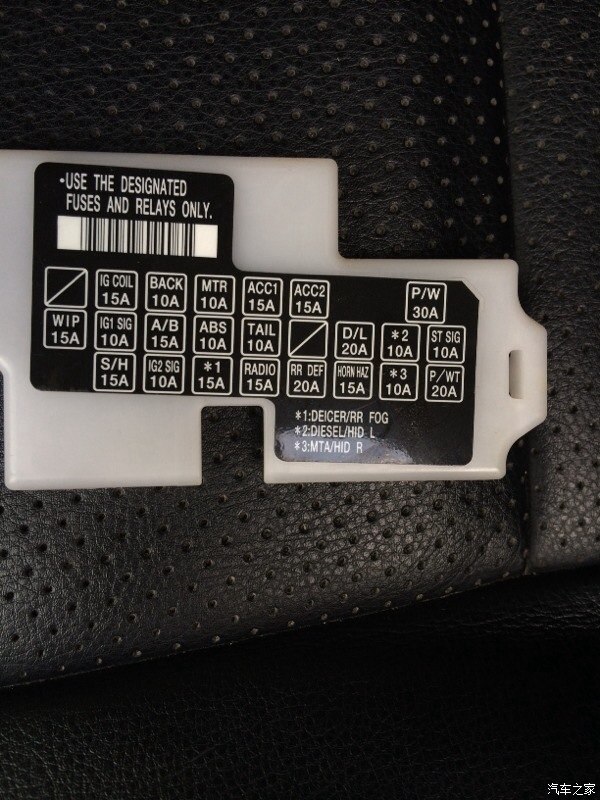 •USE THE DESIGNATED
FUSES AND RELAYS ONLY.
IG COIL 15A
BACK 10A
MTR 10A
ACC1 15A
ACC2 15A
P/W 30A
WIP 15A
IG1 SIG 10A
A/B 15A
ABS 10A
TAIL 10A
D/L 20A
*2 10A
ST SIG 10A
S/H 15A
IG2 SIG 10A
*1 15A
RADIO 15A
RR DEF 20A
HORN HAZ 15A
*3 10A
P/WT 20A
*1:DEICER/RR FOG
*2:DIESEL/HID L
*3:MTA/HID R
汽车之家